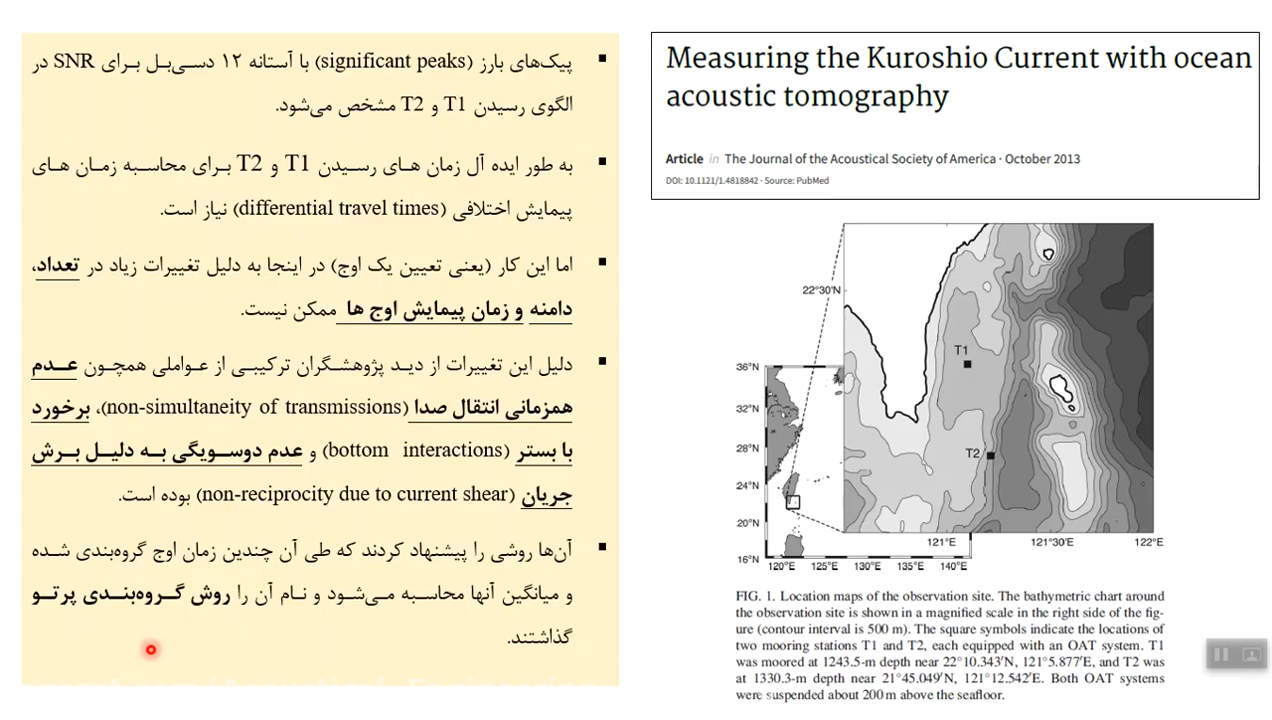 پیک‌های بارز (significant peaks) با آستانه ۱۲ دسی‌بل برای SNR در
الگوی رسیدن T1 و T2 مشخص می‌شود.
به طور ایده آل زمان های رسیدن T1 و T2 برای محاسبه زمان های
پیمایش اختلافی (differential travel times) نیاز است.
اما این کار (یعنی تعیین یک اوج) در اینجا به دلیل تغییرات زیاد در تعداد،
دامنه و زمان پیمایش اوج ها ممکن نیست.
دلیل این تغییرات از دید پژوهشگران ترکیبی از عواملی همچون عدم
همزمانی انتقال صدا (non-simultaneity of transmissions)، برخورد
با بستر (bottom interactions) و عدم دوسویگی به دلیل برش
جریان (non-reciprocity due to current shear) بوده است.
آن‌ها روشی را پیشنهاد کردند که طی آن چندین زمان اوج گروه‌بندی شده
و میانگین آنها محاسبه می‌شود و نام آن را روش گروه‌بندی پرتو
گذاشتند.
Measuring the Kuroshio Current with ocean
acoustic tomography
Article in The Journal of the Acoustical Society of America · October 2013
DOI: 10.1121/1.4818842 · Source: PubMed
22°30'N
T1
T2
36°N
32°N
28°N
24°N
20°N
16°N
121°E
121°30'E
122°E
120°E
125°E
130°E
135°E
140°E
FIG. 1. Location maps of the observation site. The bathymetric chart around
the observation site is shown in a magnified scale in the right side of the fig-
ure (contour interval is 500 m). The square symbols indicate the locations of
two mooring stations T1 and T2, each equipped with an OAT system. T1
was moored at 1243.5-m depth near 22°10.343′N, 121°5.877′E, and T2 was
at 1330.3-m depth near 21°45.049′N, 121°12.542′E. Both OAT systems
were suspended about 200 m above the seafloor.